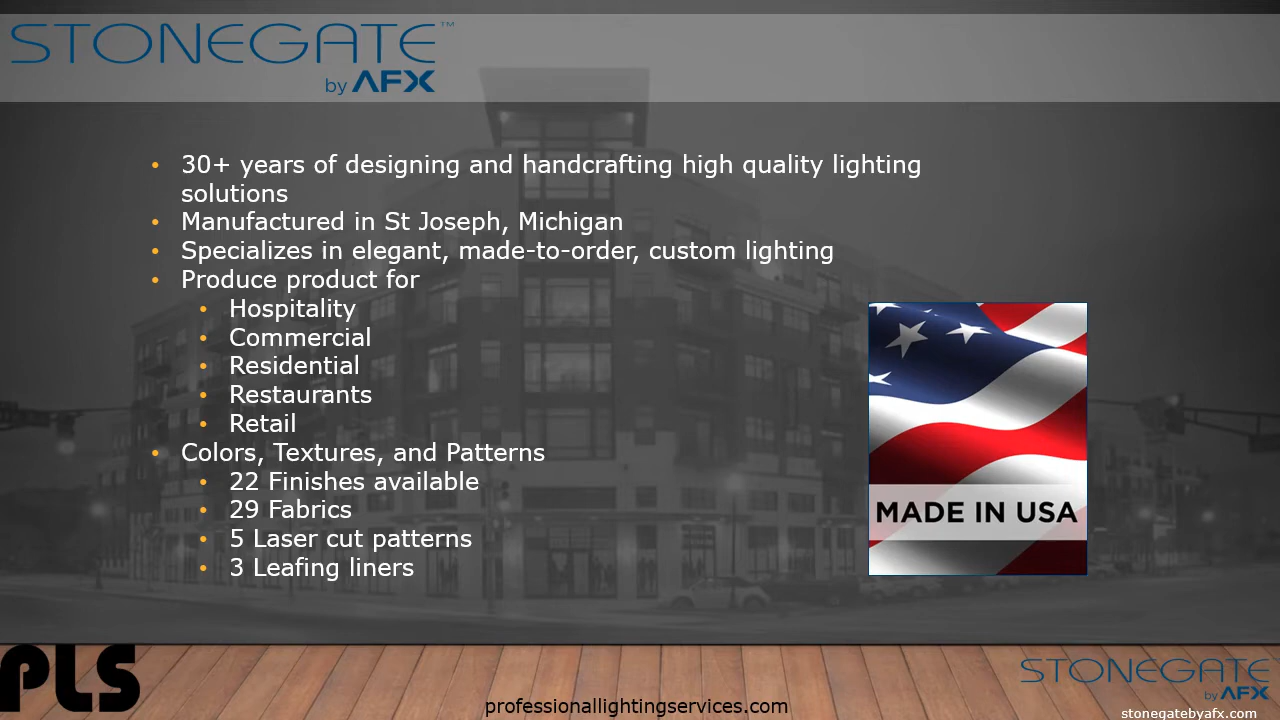 STONEGATE™
by AFX
• 30+ years of designing and handcrafting high quality lighting
solutions
• Manufactured in St Joseph, Michigan
• Specializes in elegant, made-to-order, custom lighting
• Produce product for
• Hospitality
• Commercial
• Residential
• Restaurants
• Retail
• Colors, Textures, and Patterns
• 22 Finishes available
• 29 Fabrics
• 5 Laser cut patterns
• 3 Leafing liners
MADE IN USA
PLS
professionallightingservices.com
STONEGATE
by AFX
stonegatebyafx.com